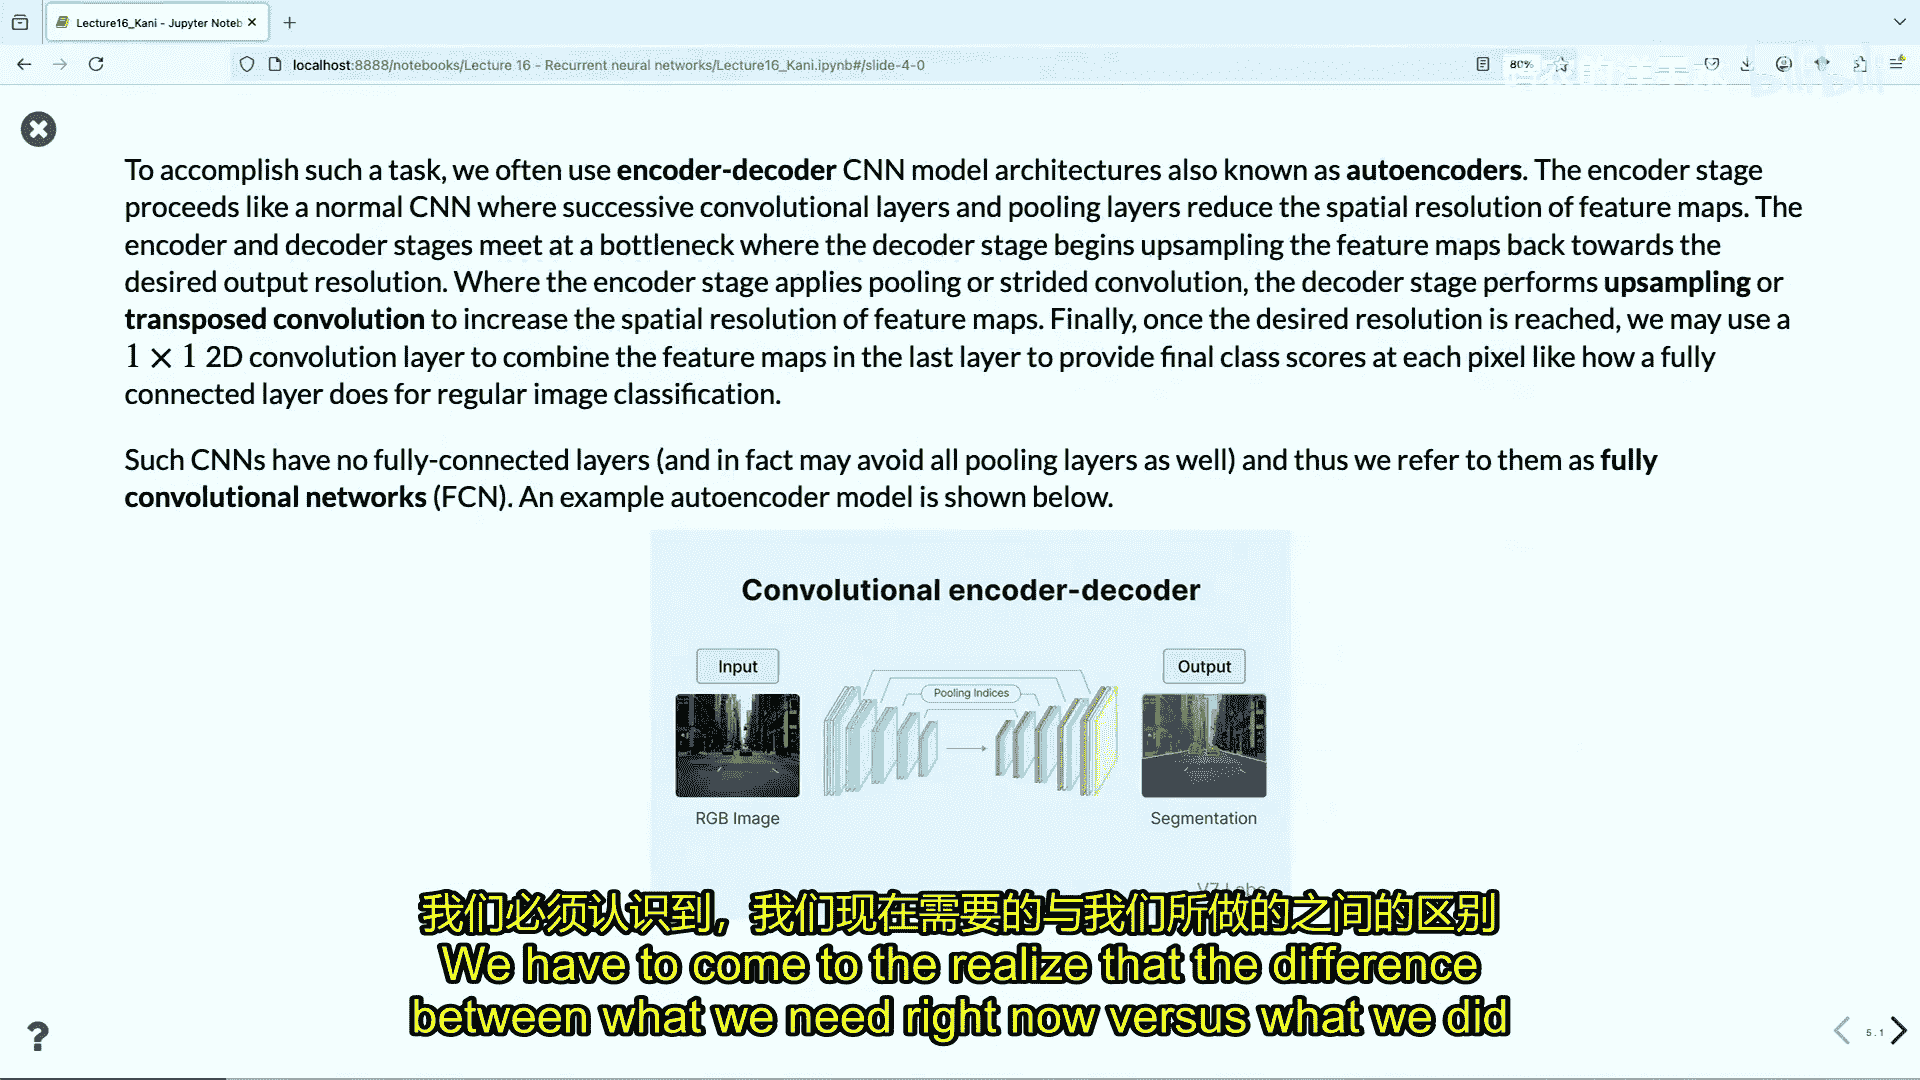 Lecture16_Kani - Jupyter Noteb
localhost:8888/notebooks/Lecture 16 - Recurrent neural networks/Lecture16_Kani.ipynb#/slide-4-0
80%
To accomplish such a task, we often use encoder-decoder CNN model architectures also known as autoencoders. The encoder stage
proceeds like a normal CNN where successive convolutional layers and pooling layers reduce the spatial resolution of feature maps. The
encoder and decoder stages meet at a bottleneck where the decoder stage begins upsampling the feature maps back towards the
desired output resolution. Where the encoder stage applies pooling or strided convolution, the decoder stage performs upsampling or
transposed convolution to increase the spatial resolution of feature maps. Finally, once the desired resolution is reached, we may use a
1 × 1 2D convolution layer to combine the feature maps in the last layer to provide final class scores at each pixel like how a fully
connected layer does for regular image classification.
Such CNNs have no fully-connected layers (and in fact may avoid all pooling layers as well) and thus we refer to them as fully
convolutional networks (FCN). An example autoencoder model is shown below.
Convolutional encoder-decoder
Input
Output
Pooling Indices
RGB Image
Segmentation
V7 Labs
我们必须认识到，我们现在需要的与我们所做的之间的区别
We have to come to the realize that the difference
between what we need right now versus what we did
?
5.1